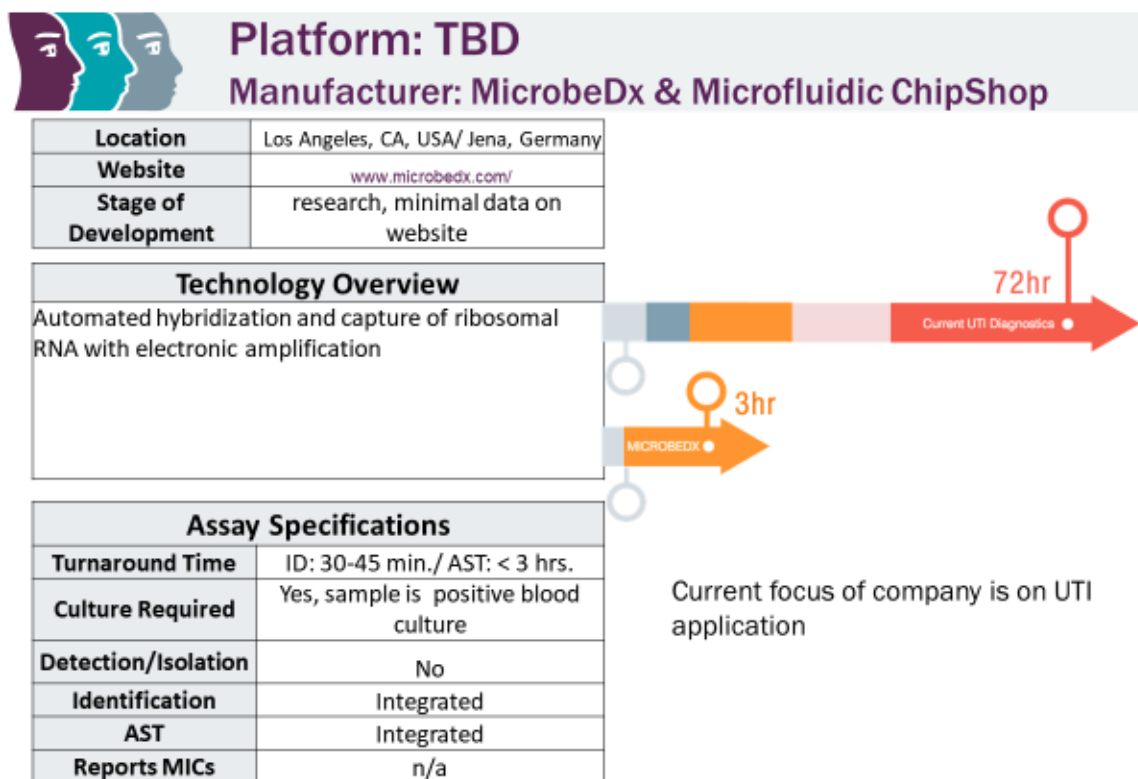 Platform: TBD
Manufacturer: MicrobeDx & Microfluidic ChipShop
Location
Los Angeles, CA, USA/ Jena, Germany
Website
www.microbedx.com/
Stage of
Development
research, minimal data on
website
Technology Overview
Automated hybridization and capture of ribosomal
RNA with electronic amplification
72hr
Current UTI Diagnostics
3hr
MICROBEDX
Assay Specifications
Turnaround Time
ID: 30-45 min./ AST: < 3 hrs.
Culture Required
Yes, sample is positive blood
culture
Detection/Isolation
No
Identification
Integrated
AST
Integrated
Reports MICs
n/a
Current focus of company is on UTI
application